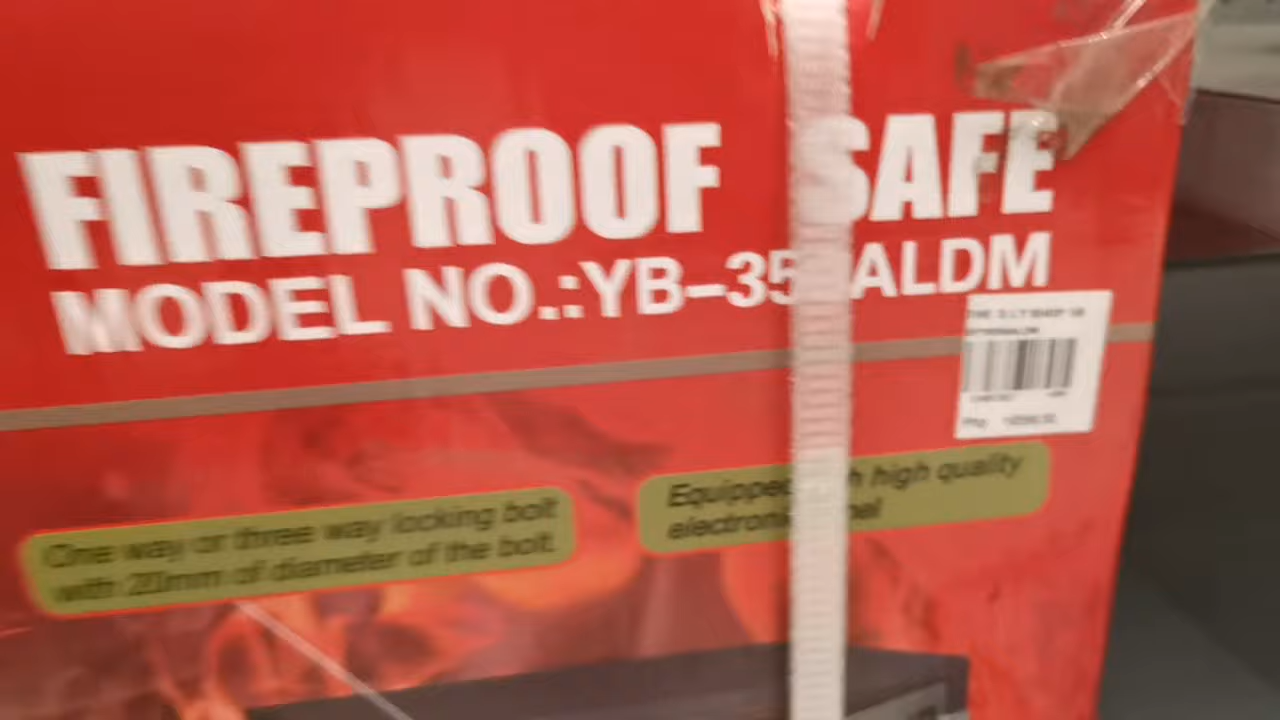 FIREPROOF SAFE
MODEL NO.:YB-35 ALDM
One way or three way locking bolt
with 20mm of diameter of the bolt.
Equipped high quality